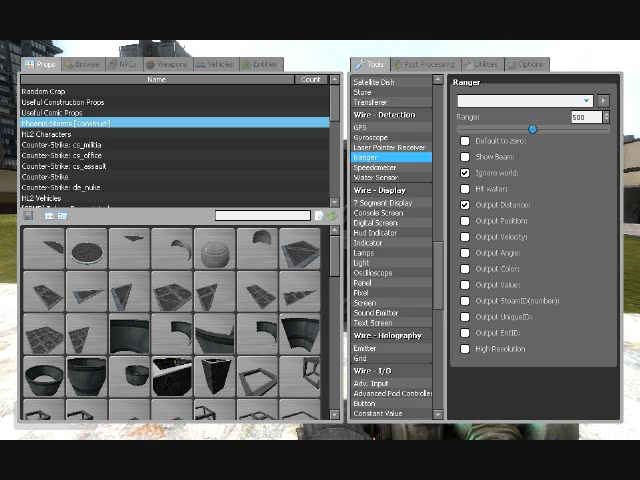 Props Browser NPCs Weapons Vehicles Entities
Name Count
Random Crap
Useful Construction Props
Useful Comic Props
PhoeniX-Storms [Construct]
HL2 Characters
Counter-Strike: cs_militia
Counter-Strike: cs_office
Counter-Strike: cs_assault
Counter-Strike
Counter-Strike: de_nuke
HL2 Vehicles
Tools Post Processing Utilities Options
Satellite Dish
Store
Transferer
Wire - Detection
GPS
Gyroscope
Laser Pointer Receiver
Ranger
Speedometer
Water Sensor
Wire - Display
7 Segment Display
Console Screen
Digital Screen
Hud Indicator
Indicator
Lamps
Light
Oscilloscope
Panel
Pixel
Screen
Sound Emitter
Text Screen
Wire - Holography
Emitter
Grid
Wire - I/O
Adv. Input
Advanced Pod Controller
Button
Constant Value
Ranger
Range: 500
Default to zero:
Show Beam:
Ignore world:
Hit water:
Output Distance:
Output Position:
Output Velocity:
Output Angle:
Output Color:
Output Value:
Output SteamID(number):
Output UniqueID:
Output EntID:
High Resolution